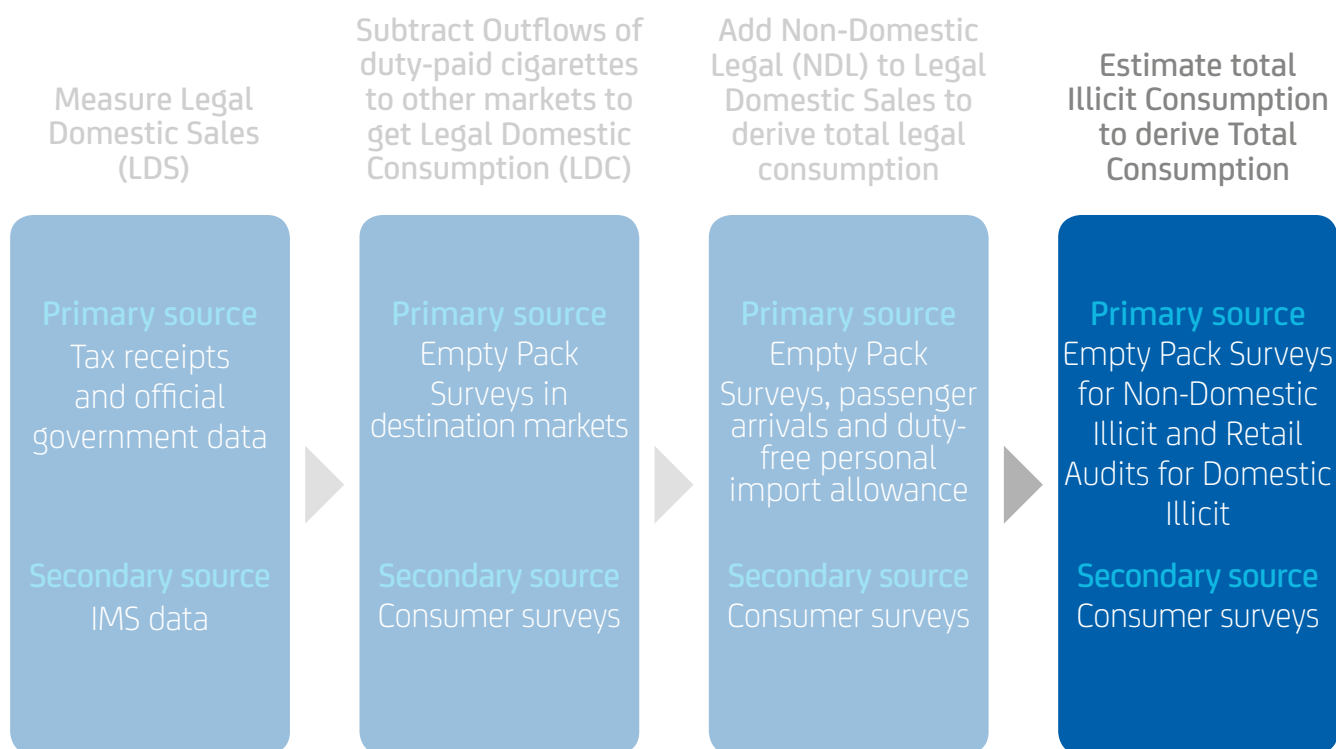 Measure Legal
Domestic Sales
(LDS)
Subtract Outflows of
duty-paid cigarettes
to other markets to
get Legal Domestic
Consumption (LDC)
Add Non-Domestic
Legal (NDL) to Legal
Domestic Sales to
derive total legal
consumption
Estimate total
Illicit Consumption
to derive Total
Consumption
Primary source
Tax receipts
and official
government data
Secondary source
IMS data
Primary source
Empty Pack
Surveys in
destination markets
Secondary source
Consumer surveys
Primary source
Empty Pack
Surveys, passenger
arrivals and duty-
free personal
import allowance
Secondary source
Consumer surveys
Primary source
Empty Pack Surveys
for Non-Domestic
Illicit and Retail
Audits for Domestic
Illicit
Secondary source
Consumer surveys